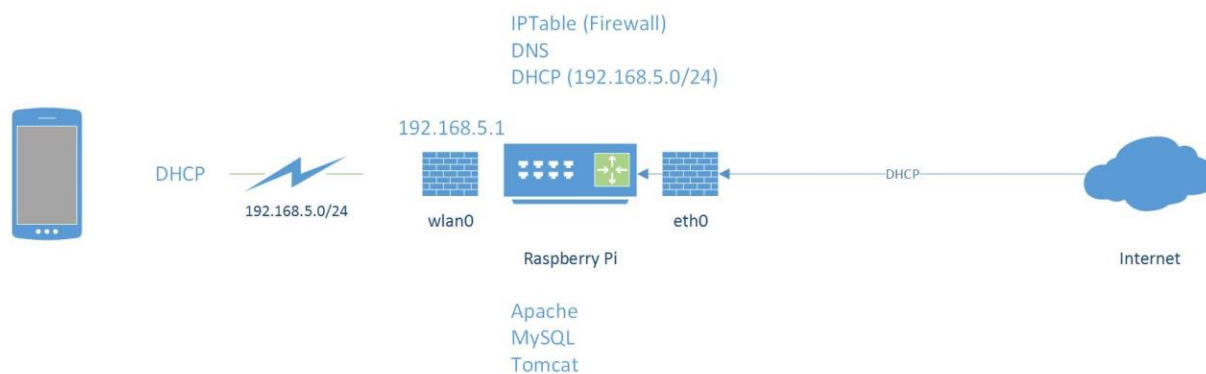 IPTable (Firewall)
DNS
DHCP (192.168.5.0/24)
192.168.5.1
DHCP
192.168.5.0/24
wlan0
eth0
DHCP
Raspberry Pi
Internet
Apache
MySQL
Tomcat